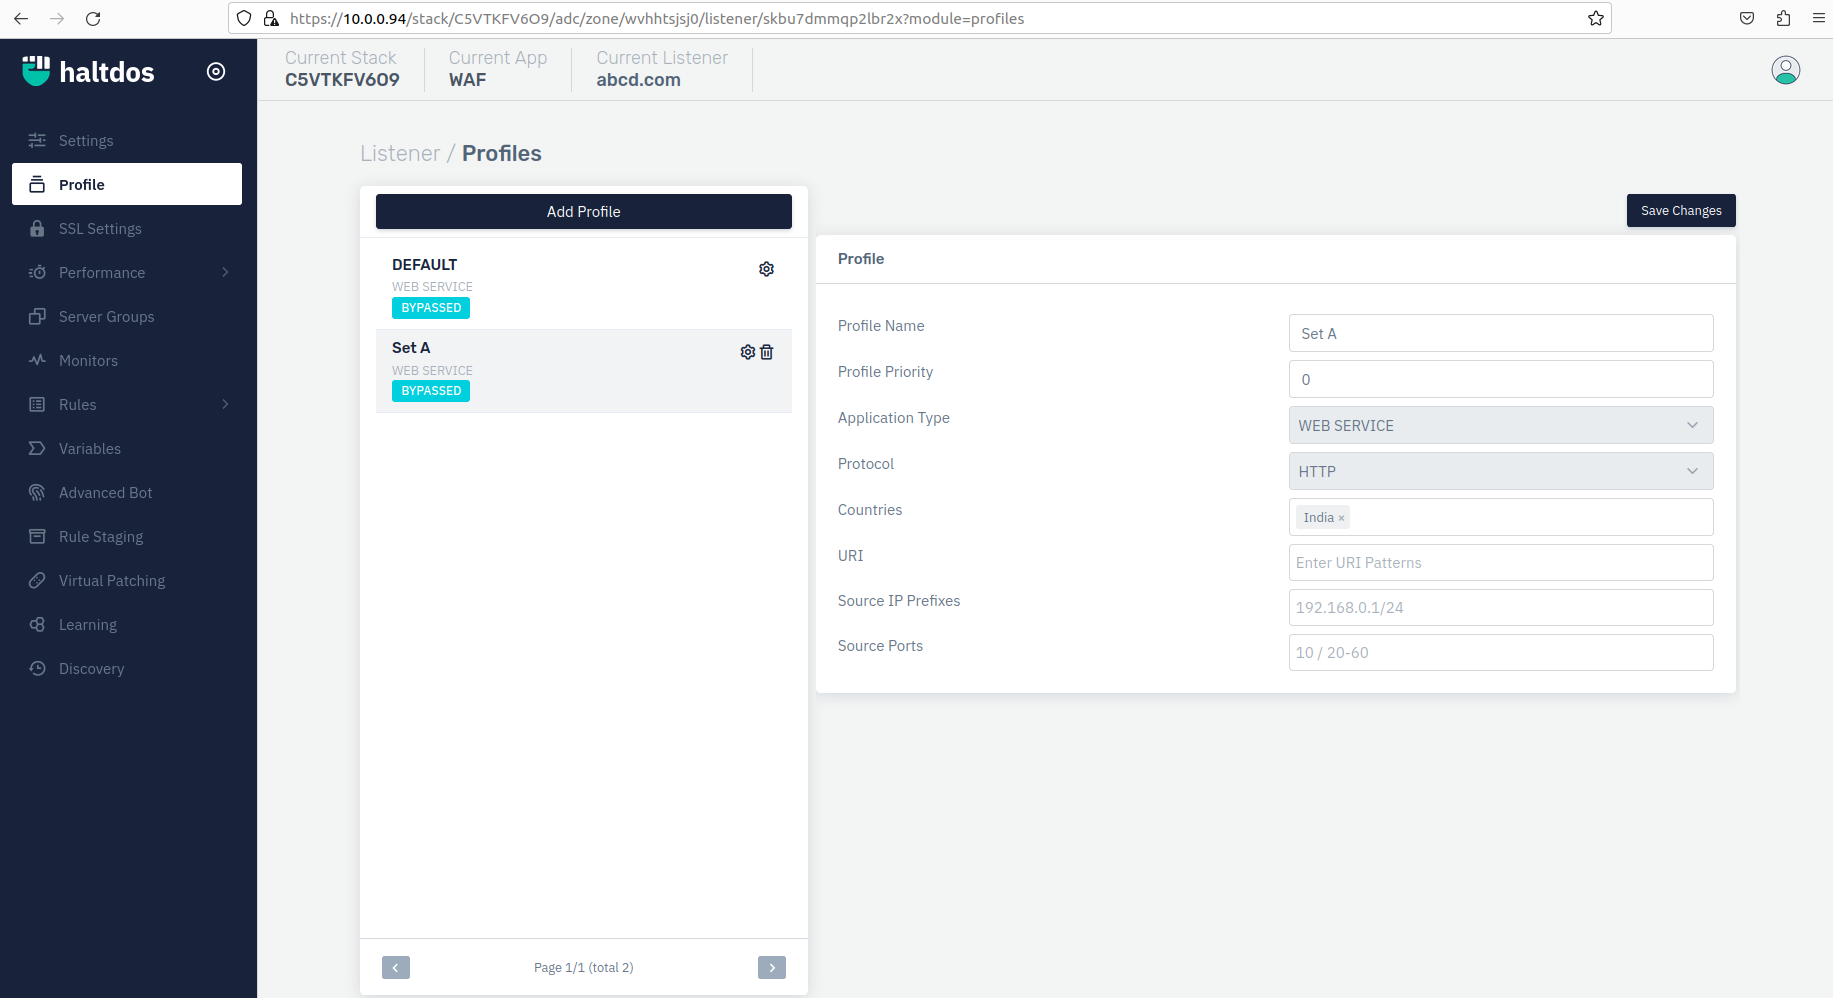 https://10.0.0.94/stack/C5VTKFV6O9/adc/zone/wvhhtsjsj0/listener/skbu7dmmqp2lbr2x?module=profiles
haltdos
Current Stack
C5VTKFV6O9
Current App
WAF
Current Listener
abcd.com
Settings
Profile
SSL Settings
Performance
Server Groups
Monitors
Rules
Variables
Advanced Bot
Rule Staging
Virtual Patching
Learning
Discovery
Listener / Profiles
Add Profile
DEFAULT
WEB SERVICE
BYPASSED
Set A
WEB SERVICE
BYPASSED
Page 1/1 (total 2)
Save Changes
Profile
Profile Name
Set A
Profile Priority
0
Application Type
WEB SERVICE
Protocol
HTTP
Countries
India ×
URI
Enter URI Patterns
Source IP Prefixes
192.168.0.1/24
Source Ports
10 / 20-60